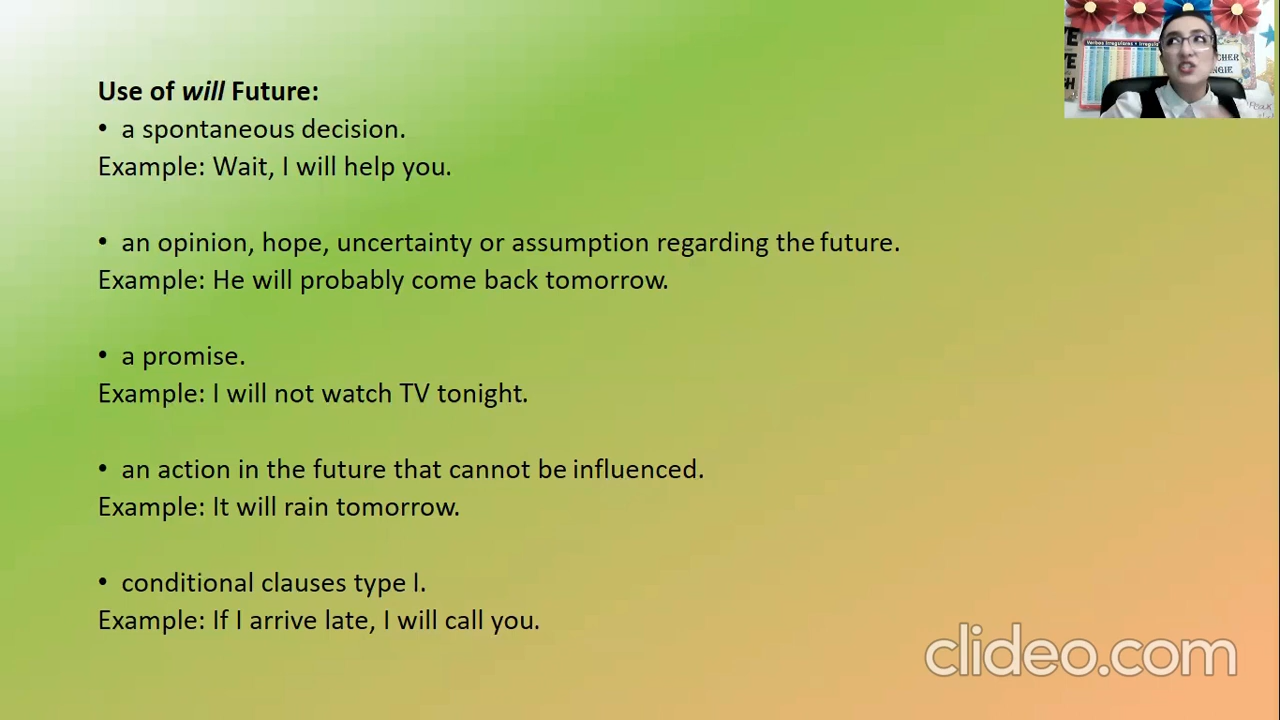 Use of will Future:
• a spontaneous decision.
Example: Wait, I will help you.
• an opinion, hope, uncertainty or assumption regarding the future.
Example: He will probably come back tomorrow.
• a promise.
Example: I will not watch TV tonight.
• an action in the future that cannot be influenced.
Example: It will rain tomorrow.
• conditional clauses type l.
Example: If I arrive late, I will call you.
clideo.com